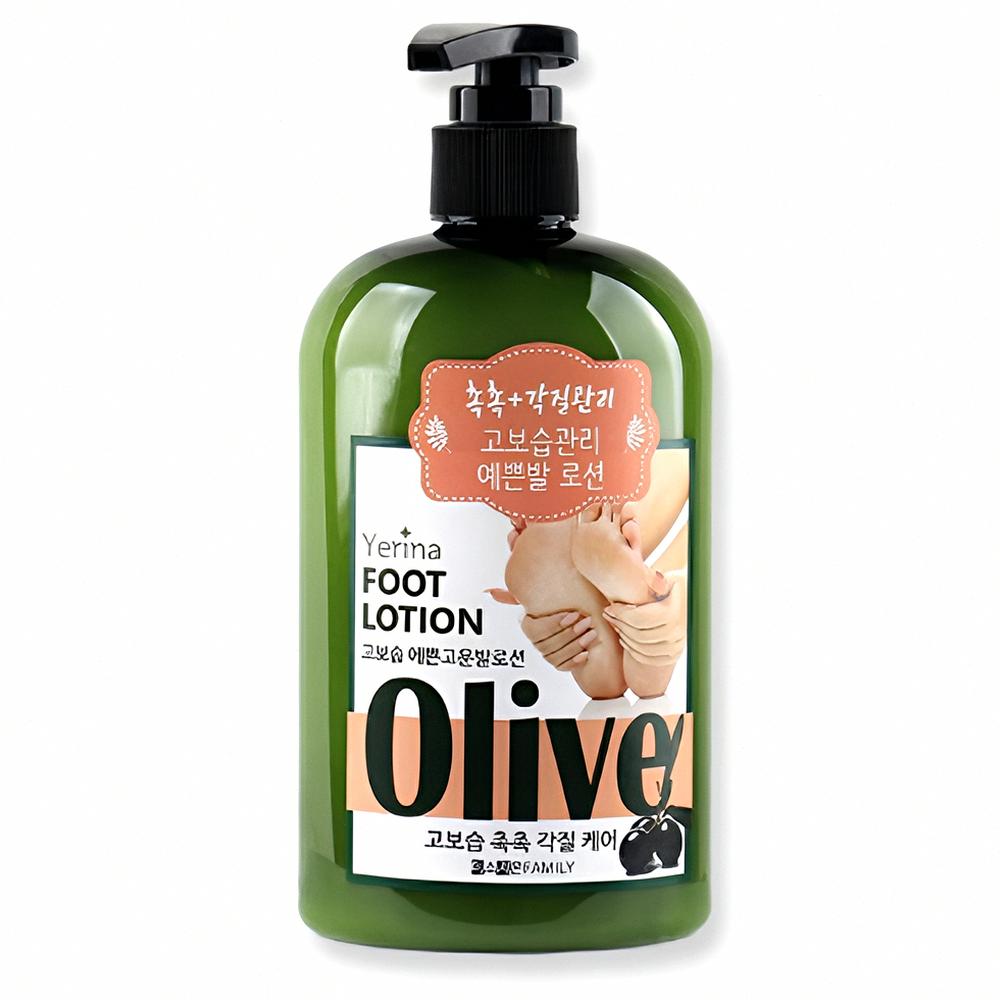 촉촉+각질관리
고보습관리
예쁜발 로션
Yerina
FOOT
LOTION
고보습 예쁜고운발로션
Olive
고보습 촉촉 각질 케어
FAMILY